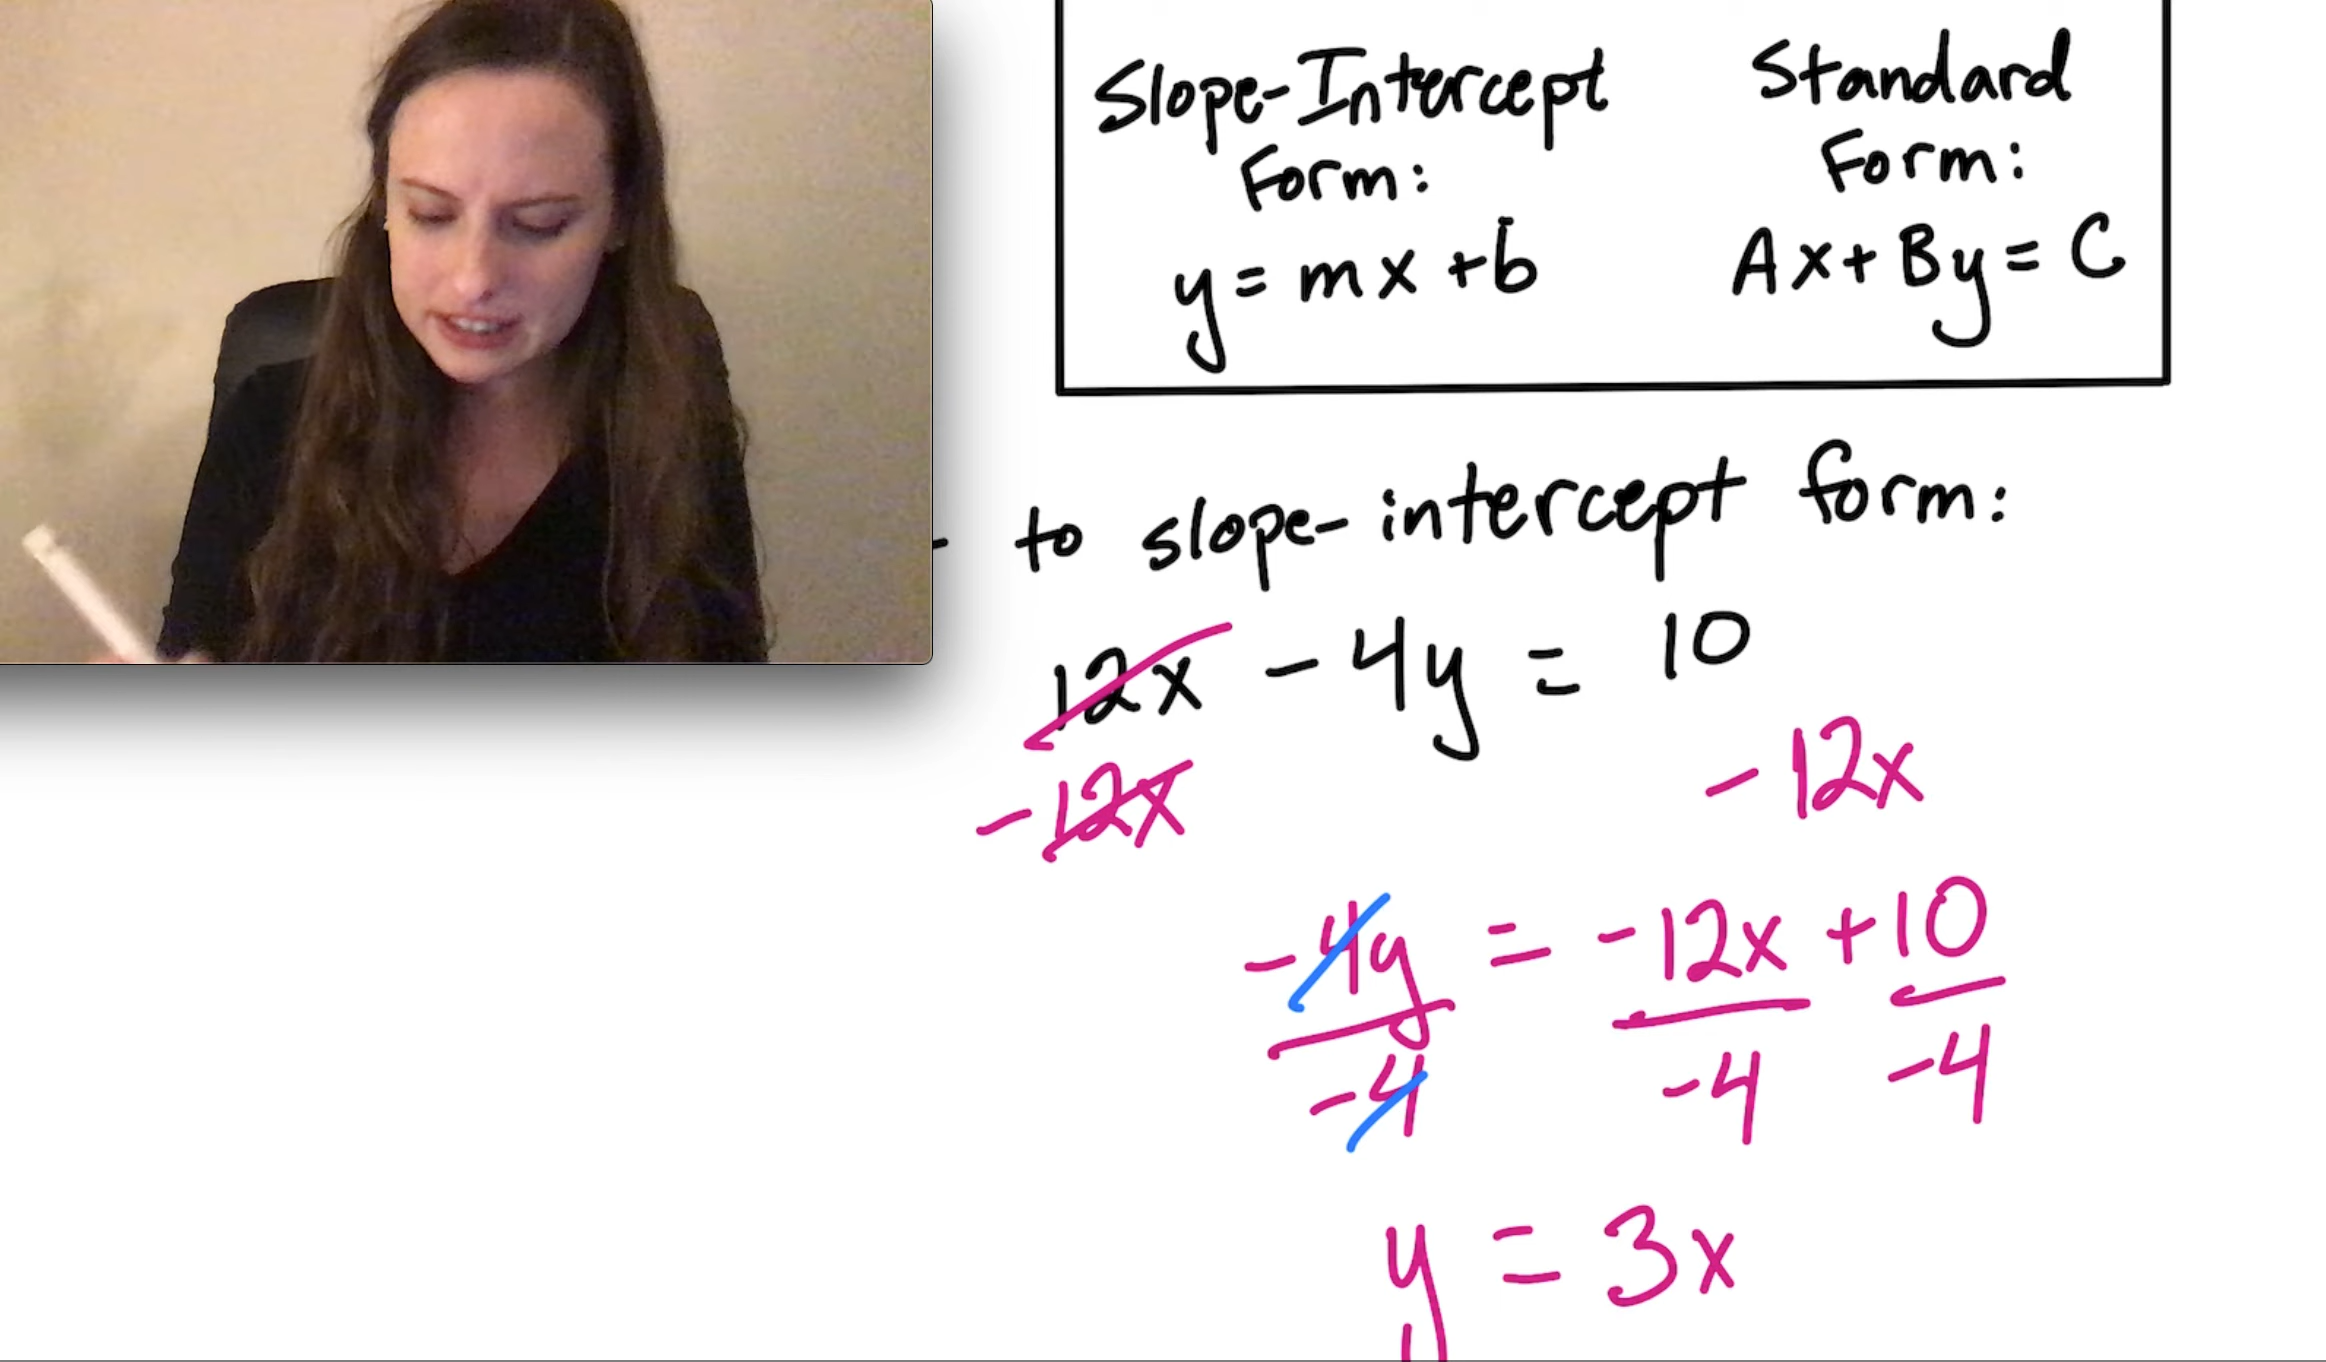 Slope-Intercept Form:
y = mx + b
Standard Form:
Ax + By = C
- to slope-intercept form:
12x - 4y = 10
-12x -12x
-4y = -12x + 10
-4 -4 -4
y = 3x